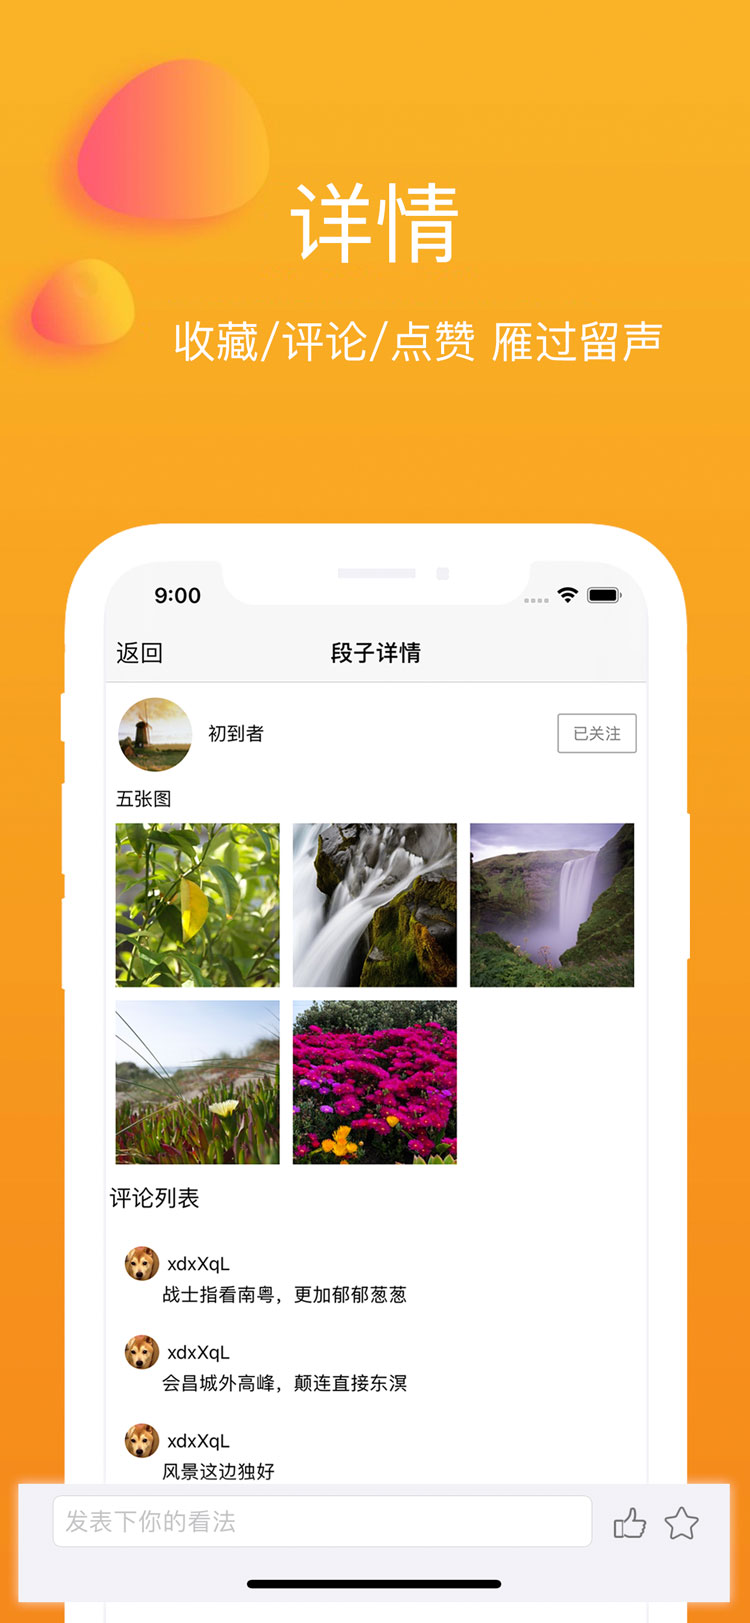 详情
收藏/评论/点赞 雁过留声
9:00
返回
段子详情
初到者
已关注
五张图
评论列表
xdxXqL
战士指看南粤，更加郁郁葱葱
xdxXqL
会昌城外高峰，颠连直接东溟
xdxXqL
风景这边独好
发表下你的看法